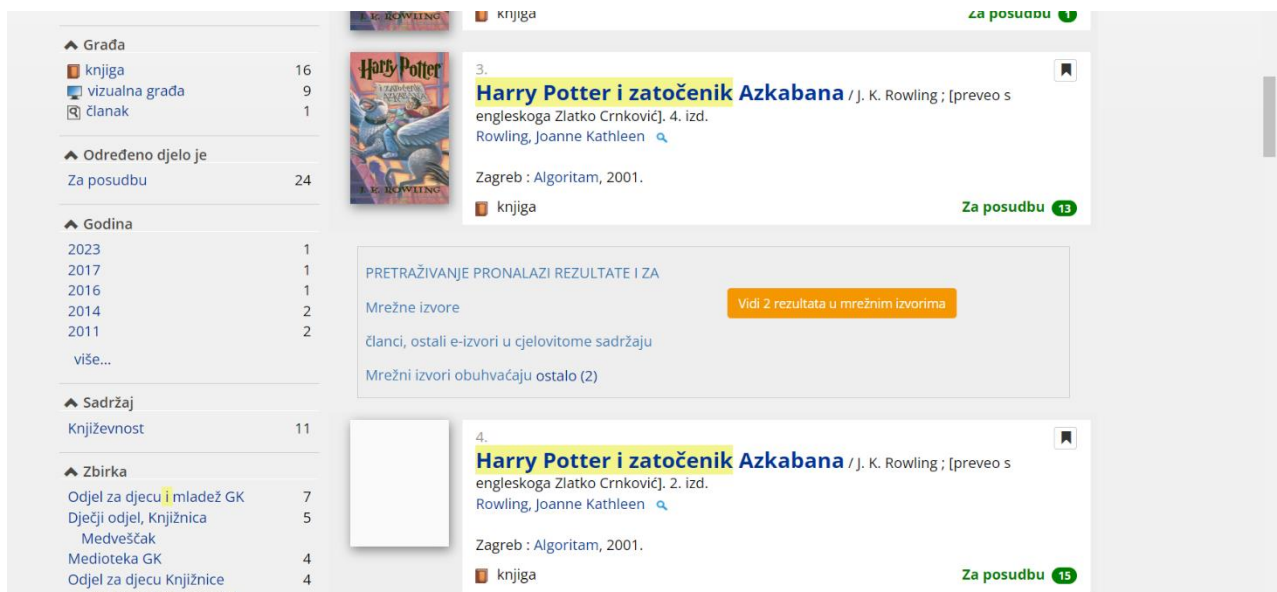 Građa
knjiga 16
vizualna građa 9
članak 1
Određeno djelo je
Za posudbu 24
Godina
2023 1
2017 1
2016 1
2014 2
2011 2
više...
Sadržaj
Književnost 11
Zbirka
Odjel za djecu i mladež GK 7
Dječji odjel, Knjižnica 5
Medveščak
Medioteka GK 4
Odjel za djecu Knjižnice 4
J. K. ROWLING
knjiga
Za posudbu 1
Harry Potter
I ZATOČENIK
AZKABANA
J. K. ROWLING
3.
Harry Potter i zatočenik Azkabana / J. K. Rowling ; [preveo s
engleskoga Zlatko Crnković]. 4. izd.
Rowling, Joanne Kathleen
Zagreb : Algoritam, 2001.
knjiga
Za posudbu 13
PRETRAŽIVANJE PRONALAZI REZULTATE I ZA
Mrežne izvore
Vidi 2 rezultata u mrežnim izvorima
članci, ostali e-izvori u cjelovitome sadržaju
Mrežni izvori obuhvaćaju ostalo (2)
4.
Harry Potter i zatočenik Azkabana / J. K. Rowling ; [preveo s
engleskoga Zlatko Crnković]. 2. izd.
Rowling, Joanne Kathleen
Zagreb : Algoritam, 2001.
knjiga
Za posudbu 15